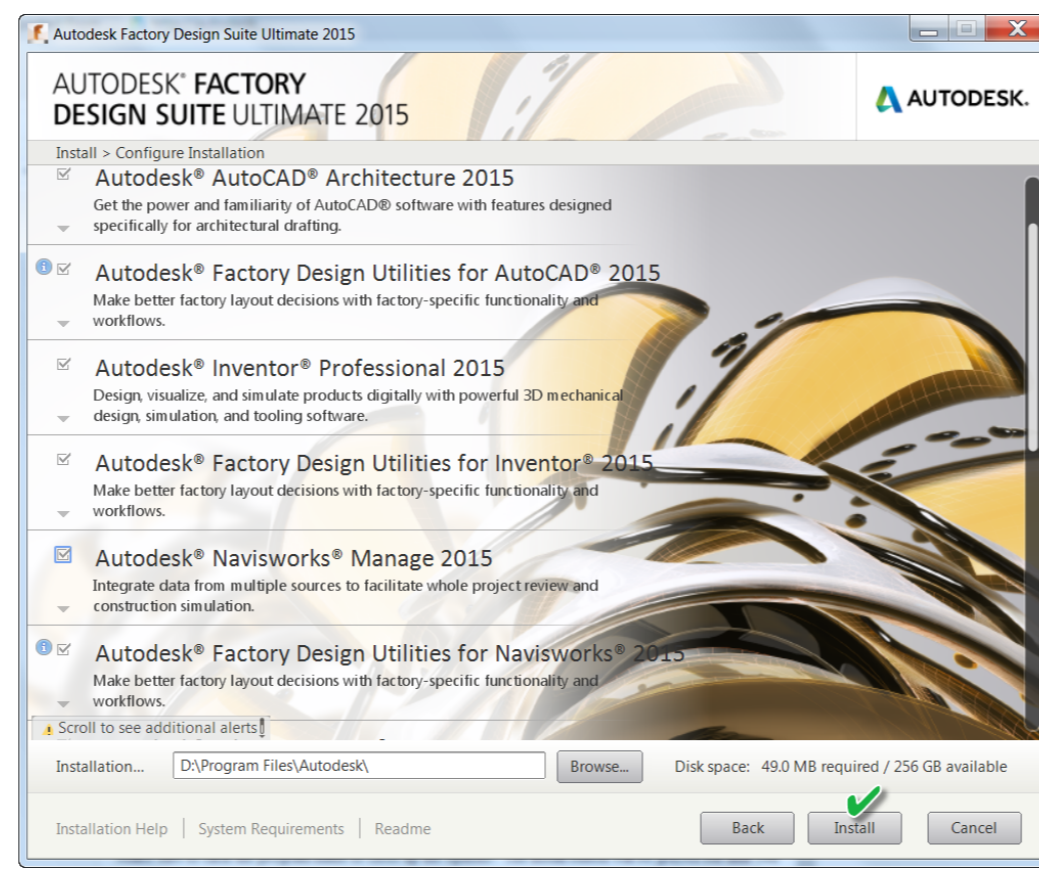 Autodesk Factory Design Suite Ultimate 2015
AUTODESK® FACTORY
DESIGN SUITE ULTIMATE 2015
AUTODESK.
Install > Configure Installation
Autodesk® AutoCAD® Architecture 2015
Get the power and familiarity of AutoCAD® software with features designed
specifically for architectural drafting.
Autodesk® Factory Design Utilities for AutoCAD® 2015
Make better factory layout decisions with factory-specific functionality and
workflows.
Autodesk® Inventor® Professional 2015
Design, visualize, and simulate products digitally with powerful 3D mechanical
design, simulation, and tooling software.
Autodesk® Factory Design Utilities for Inventor® 2015
Make better factory layout decisions with factory-specific functionality and
workflows.
Autodesk® Navisworks® Manage 2015
Integrate data from multiple sources to facilitate whole project review and
construction simulation.
Autodesk® Factory Design Utilities for Navisworks® 2015
Make better factory layout decisions with factory-specific functionality and
workflows.
Scroll to see additional alerts
Installation... D:\Program Files\Autodesk\ Browse... Disk space: 49.0 MB required / 256 GB available
Installation Help | System Requirements | Readme Back Install Cancel